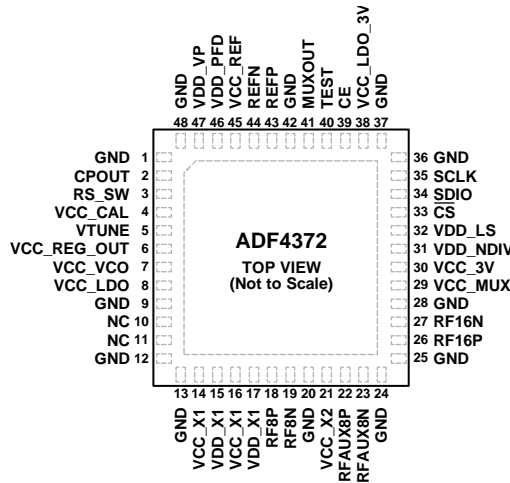 GND
VDD_VP
VDD_PFD
VCC_REF
REFN
REFP
GND
MUXOUT
TEST
CE
VCC_LDO_3V
GND
48 47 46 45 44 43 42 41 40 39 38 37
GND 1
CPOUT 2
RS_SW 3
VCC_CAL 4
VTUNE 5
VCC_REG_OUT 6
VCC_VCO 7
VCC_LDO 8
GND 9
NC 10
NC 11
GND 12
ADF4372
TOP VIEW
(Not to Scale)
36 GND
35 SCLK
34 SDIO
33 C̅S̅
32 VDD_LS
31 VDD_NDIV
30 VCC_3V
29 VCC_MUX
28 GND
27 RF16N
26 RF16P
25 GND
13 14 15 16 17 18 19 20 21 22 23 24
GND
VCC_X1
VDD_X1
VCC_X1
VDD_X1
RF8P
RF8N
GND
VCC_X2
RFAUX8P
RFAUX8N
GND